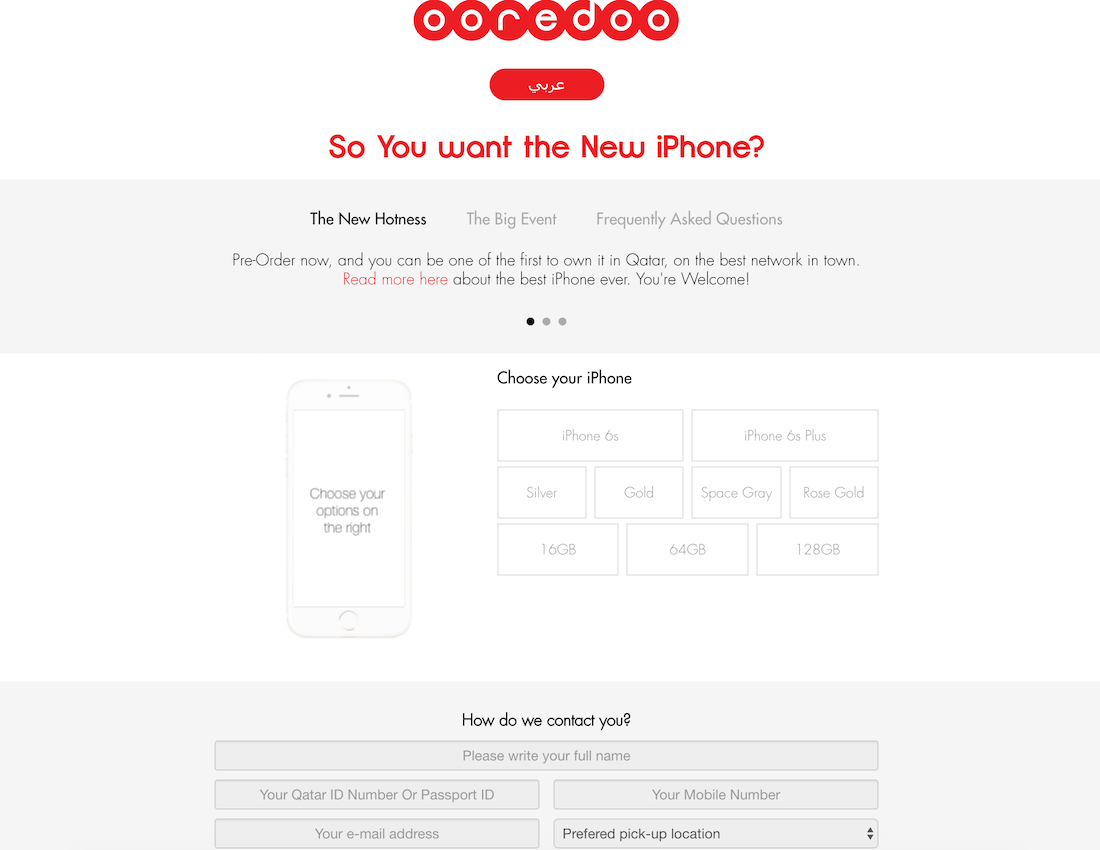 ooredoo
عربي
So You want the New iPhone?
The New Hotness The Big Event Frequently Asked Questions
Pre-Order now, and you can be one of the first to own it in Qatar, on the best network in town.
Read more here about the best iPhone ever. You're Welcome!
Choose your iPhone
iPhone 6s iPhone 6s Plus
Silver Gold Space Gray Rose Gold
Choose your
options on
the right
16GB 64GB 128GB
How do we contact you?
Please write your full name
Your Qatar ID Number Or Passport ID Your Mobile Number
Your e-mail address Prefered pick-up location